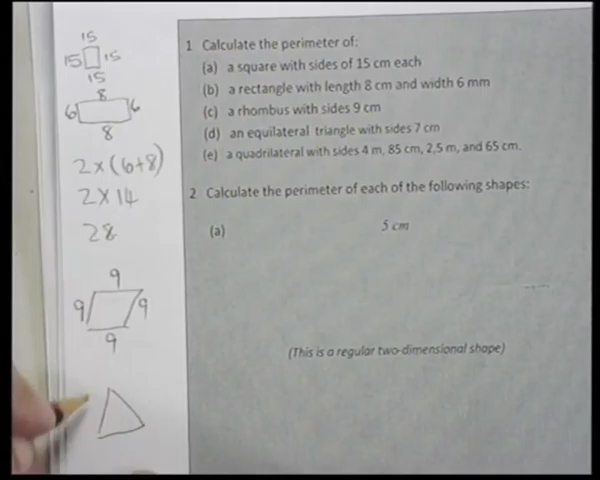 15
15 15
15
8
6 6
8
2×(6+8)
2×14
28
9
9 9
9
1 Calculate the perimeter of:
(a) a square with sides of 15 cm each
(b) a rectangle with length 8 cm and width 6 mm
(c) a rhombus with sides 9 cm
(d) an equilateral triangle with sides 7 cm
(e) a quadrilateral with sides 4 m, 85 cm, 2,5 m, and 65 cm.
2 Calculate the perimeter of each of the following shapes:
(a) 5 cm
(This is a regular two-dimensional shape)